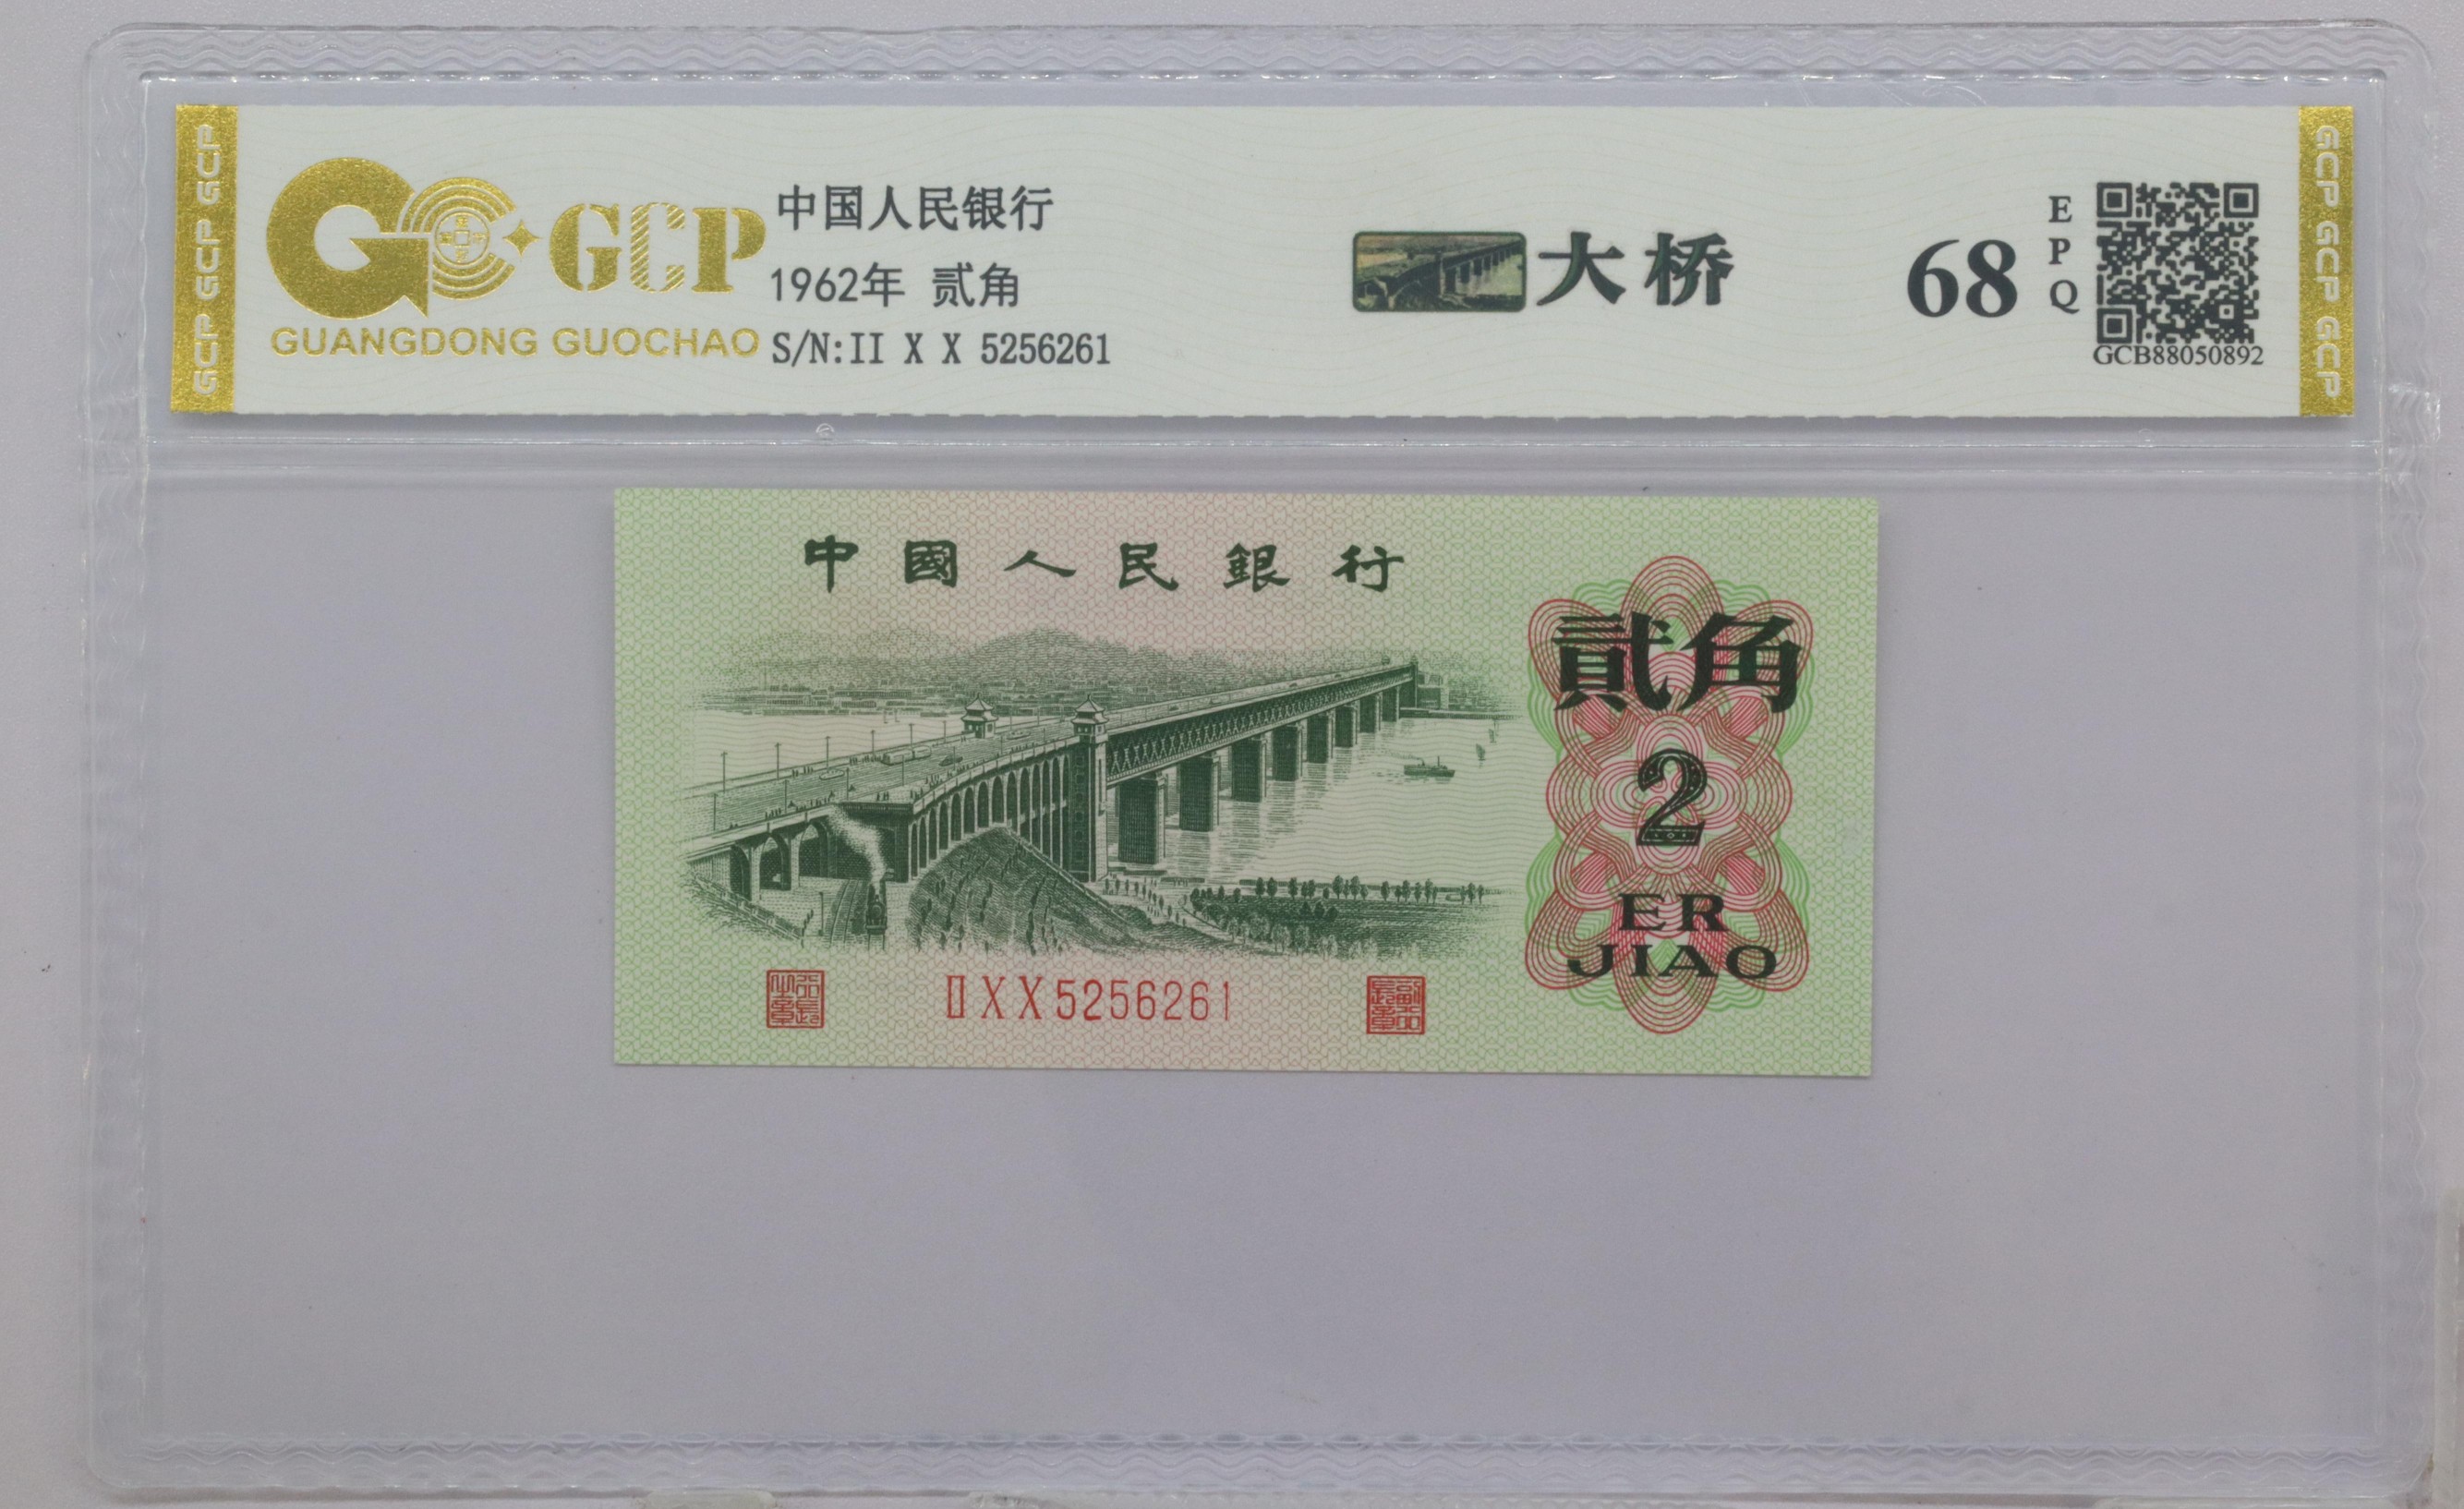 GCP GCP GCP
GCP
GUANGDONG GUOCHAO
中国人民银行
1962年 贰角
S/N:II X X 5256261
大桥
68
EPQ
GCB88050892
GCP GCP GCP
中國人民銀行
貳角
2
ER
JIAO
ⅡXX5256261